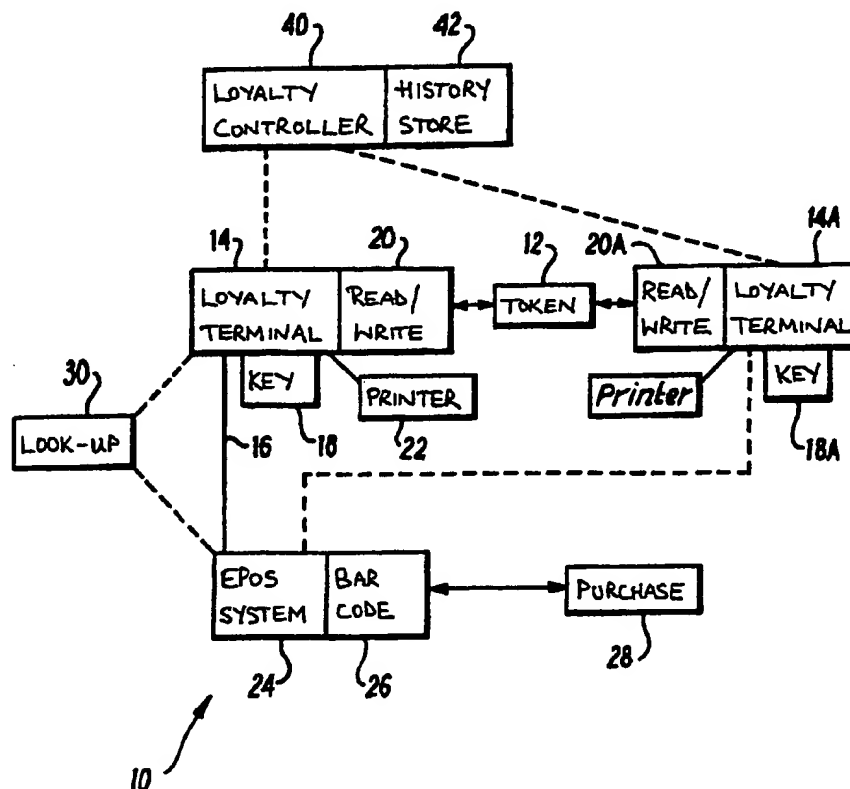 40 42
LOYALTY CONTROLLER
HISTORY STORE
14 20 12 20A 14A
LOYALTY TERMINAL
READ/ WRITE
TOKEN
READ/ WRITE
LOYALTY TERMINAL
30
KEY
PRINTER
Printer
KEY
LOOK-UP
16 18 22 18A
EPOS SYSTEM
BAR CODE
PURCHASE
24 26 28
10